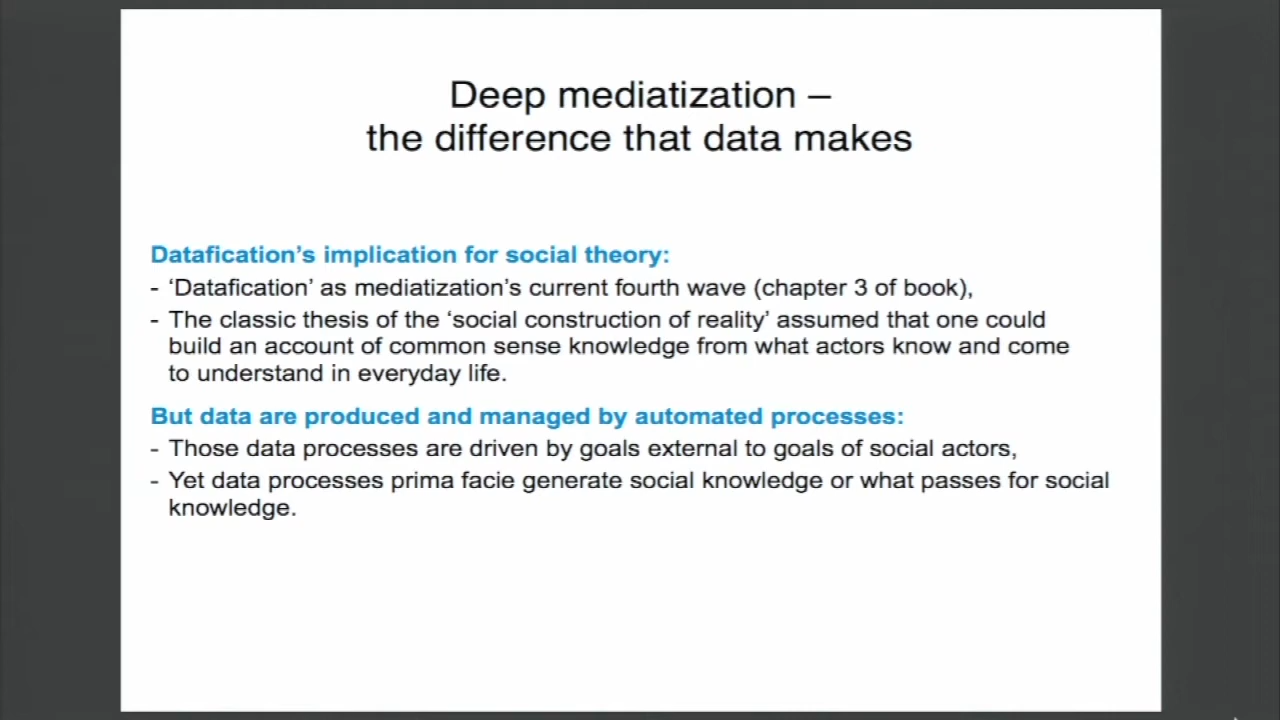 Deep mediatization –
the difference that data makes
Datafication’s implication for social theory:
- ‘Datafication’ as mediatization’s current fourth wave (chapter 3 of book),
- The classic thesis of the ‘social construction of reality’ assumed that one could
build an account of common sense knowledge from what actors know and come
to understand in everyday life.
But data are produced and managed by automated processes:
- Those data processes are driven by goals external to goals of social actors,
- Yet data processes prima facie generate social knowledge or what passes for social
knowledge.